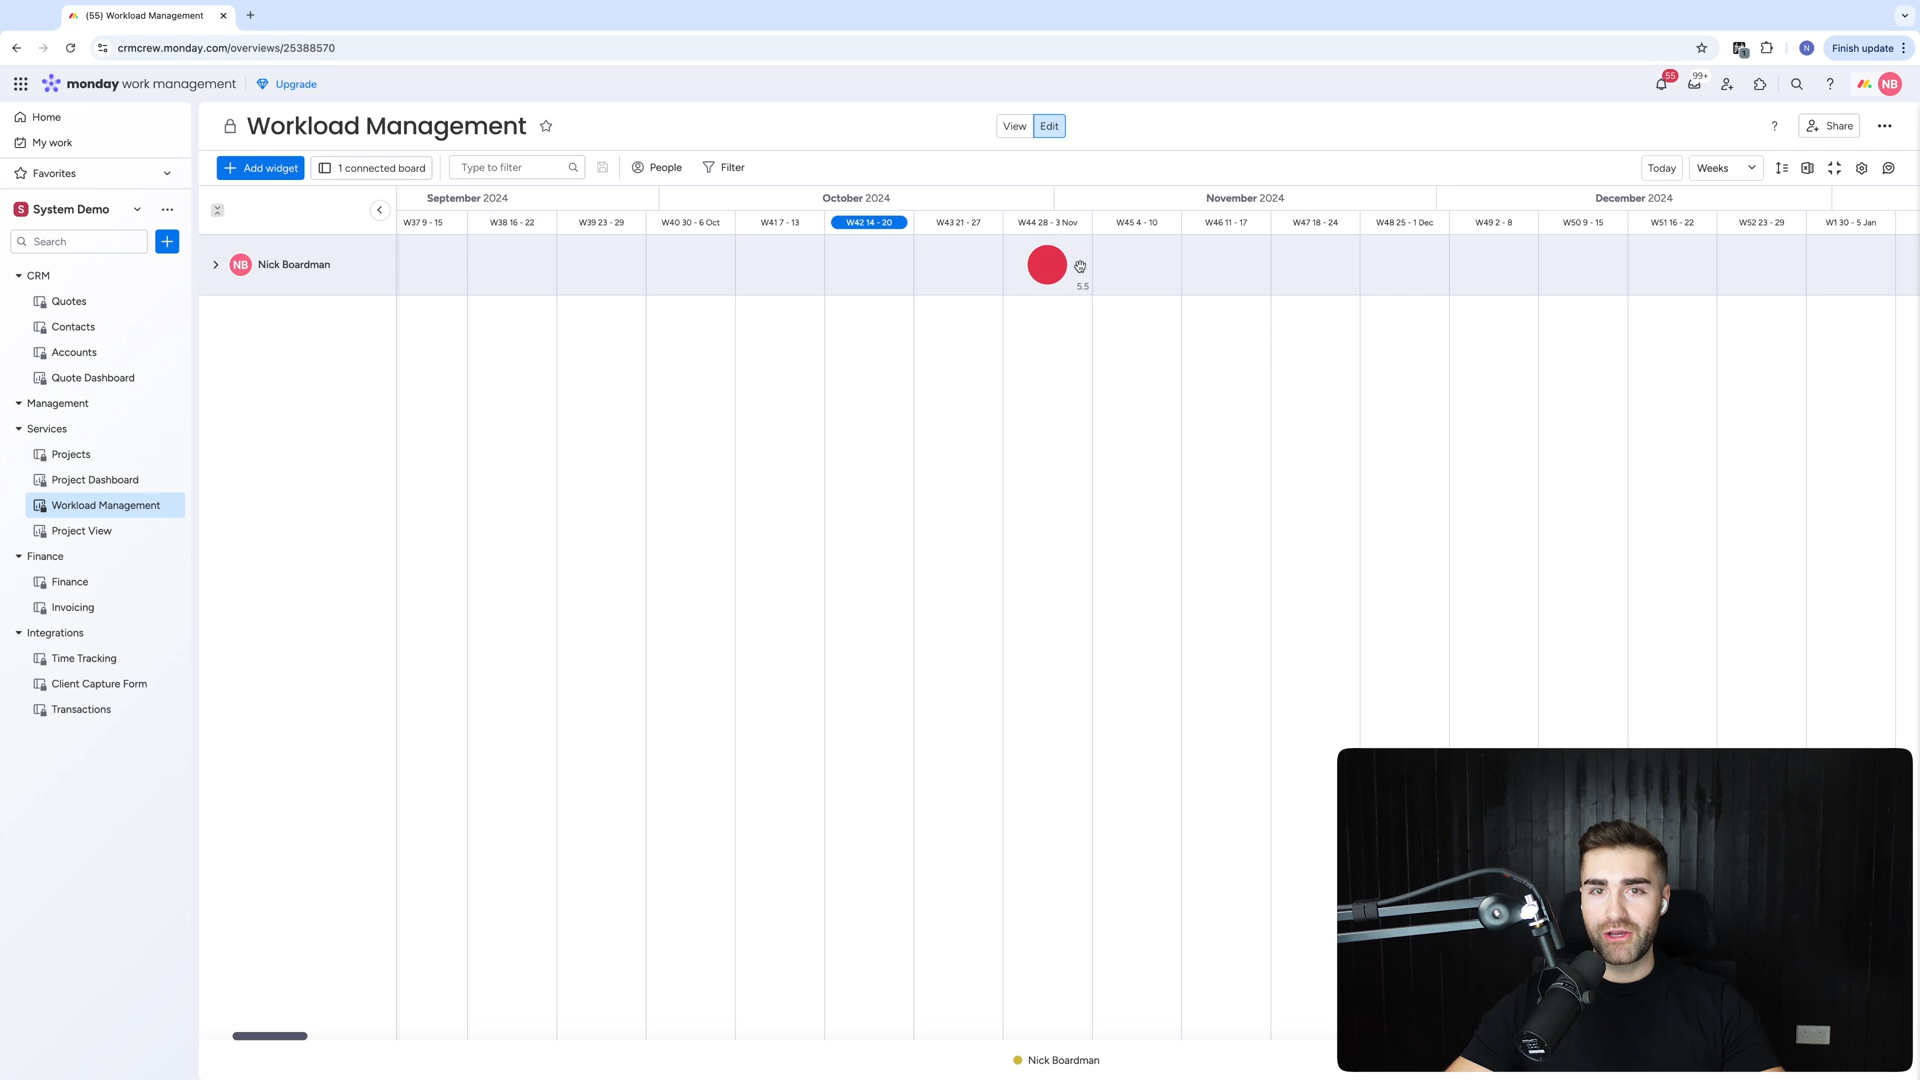 (55) Workload Management
crmcrew.monday.com/overviews/25388570
1
N
Finish update
monday work management
Upgrade
55
99+
NB
Home
My work
Favorites
S
System Demo
Search
CRM
Quotes
Contacts
Accounts
Quote Dashboard
Management
Services
Projects
Project Dashboard
Workload Management
Project View
Finance
Finance
Invoicing
Integrations
Time Tracking
Client Capture Form
Transactions
Workload Management
View
Edit
?
Share
Add widget
1 connected board
Type to filter
People
Filter
Today
Weeks
September 2024
October 2024
November 2024
December 2024
W37 9 - 15
W38 16 - 22
W39 23 - 29
W40 30 - 6 Oct
W41 7 - 13
W42 14 - 20
W43 21 - 27
W44 28 - 3 Nov
W45 4 - 10
W46 11 - 17
W47 18 - 24
W48 25 - 1 Dec
W49 2 - 8
W50 9 - 15
W51 16 - 22
W52 23 - 29
W1 30 - 5 Jan
NB
Nick Boardman
5.5
Nick Boardman